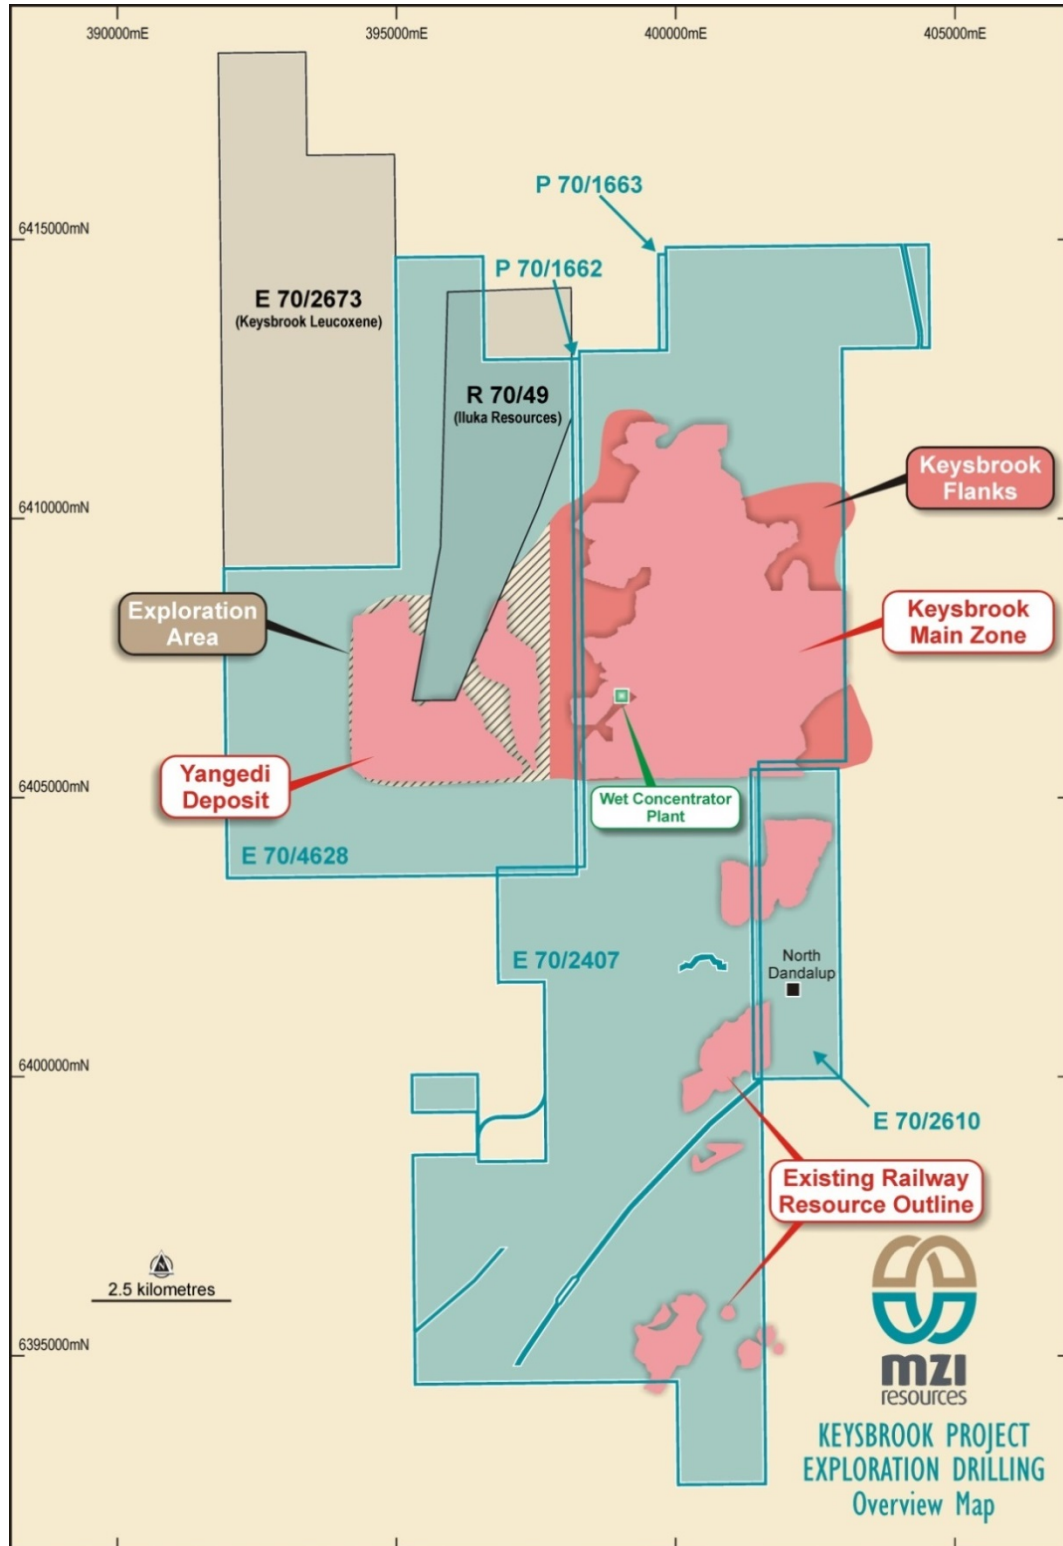 390000mE
395000mE
400000mE
405000mE
P 70/1663
6415000mN
P 70/1662
E 70/2673
(Keysbrook Leucoxene)
R 70/49
(Iluka Resources)
Keysbrook
Flanks
6410000mN
Exploration
Area
Keysbrook
Main Zone
Yangedi
Deposit
Wet Concentrator
Plant
6405000mN
E 70/4628
E 70/2407
North
Dandalup
6400000mN
E 70/2610
Existing Railway
Resource Outline
2.5 kilometres
6395000mN
mzi
resources
KEYSBROOK PROJECT
EXPLORATION DRILLING
Overview Map